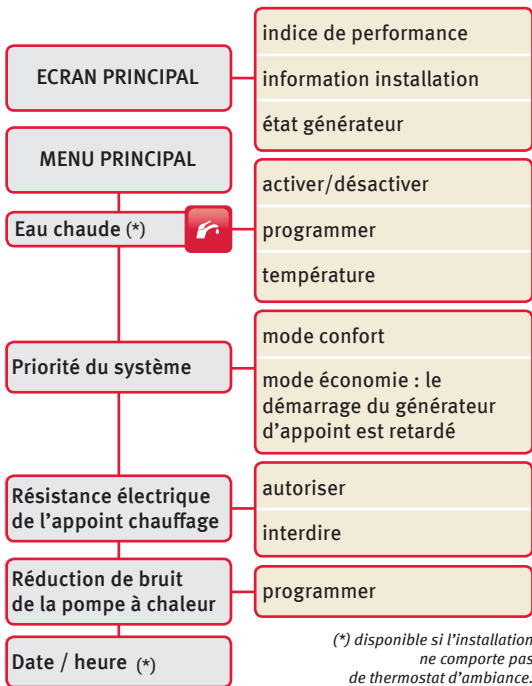 ECRAN PRINCIPAL
indice de performance
information installation
état générateur
MENU PRINCIPAL
Eau chaude (*)
activer/désactiver
programmer
température
Priorité du système
mode confort
mode économie : le
démarrage du générateur
d'appoint est retardé
Résistance électrique
de l'appoint chauffage
autoriser
interdire
Réduction de bruit
de la pompe à chaleur
programmer
Date / heure (*)
(*) disponible si l'installation
ne comporte pas
de thermostat d'ambiance.